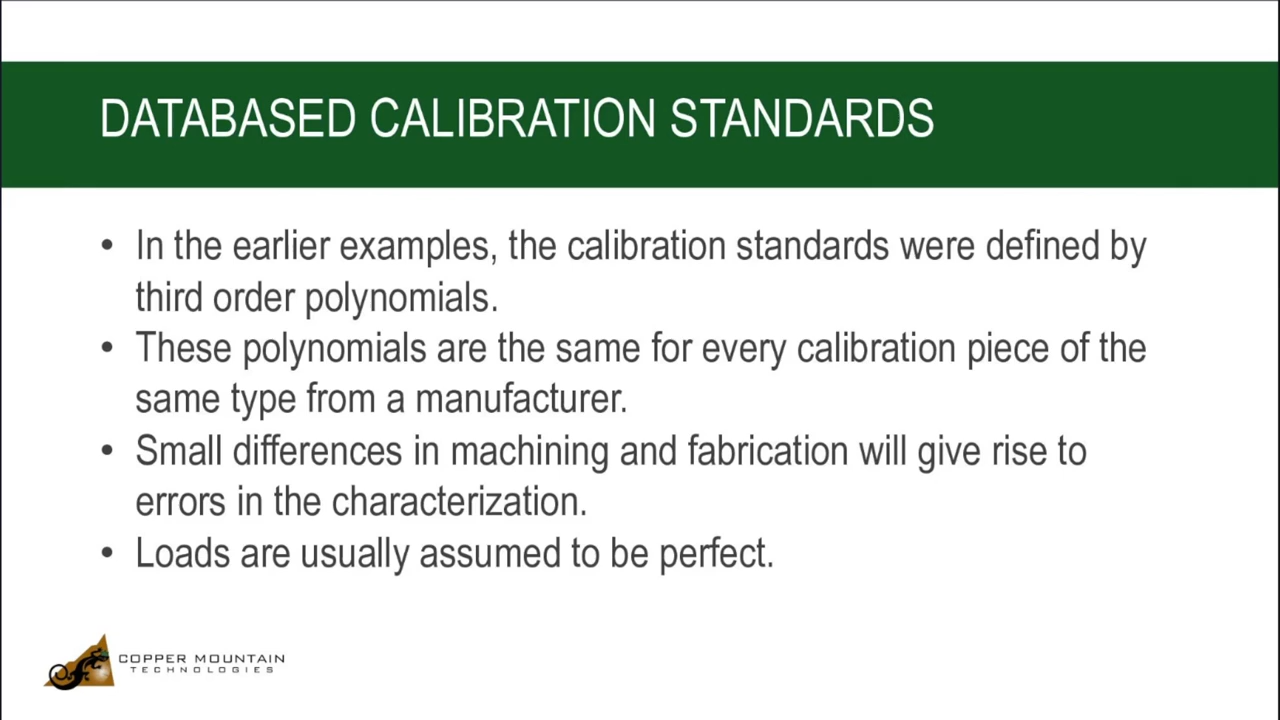 DATABASED CALIBRATION STANDARDS
• In the earlier examples, the calibration standards were defined by
third order polynomials.
• These polynomials are the same for every calibration piece of the
same type from a manufacturer.
• Small differences in machining and fabrication will give rise to
errors in the characterization.
• Loads are usually assumed to be perfect.
COPPER MOUNTAIN
TECHNOLOGIES